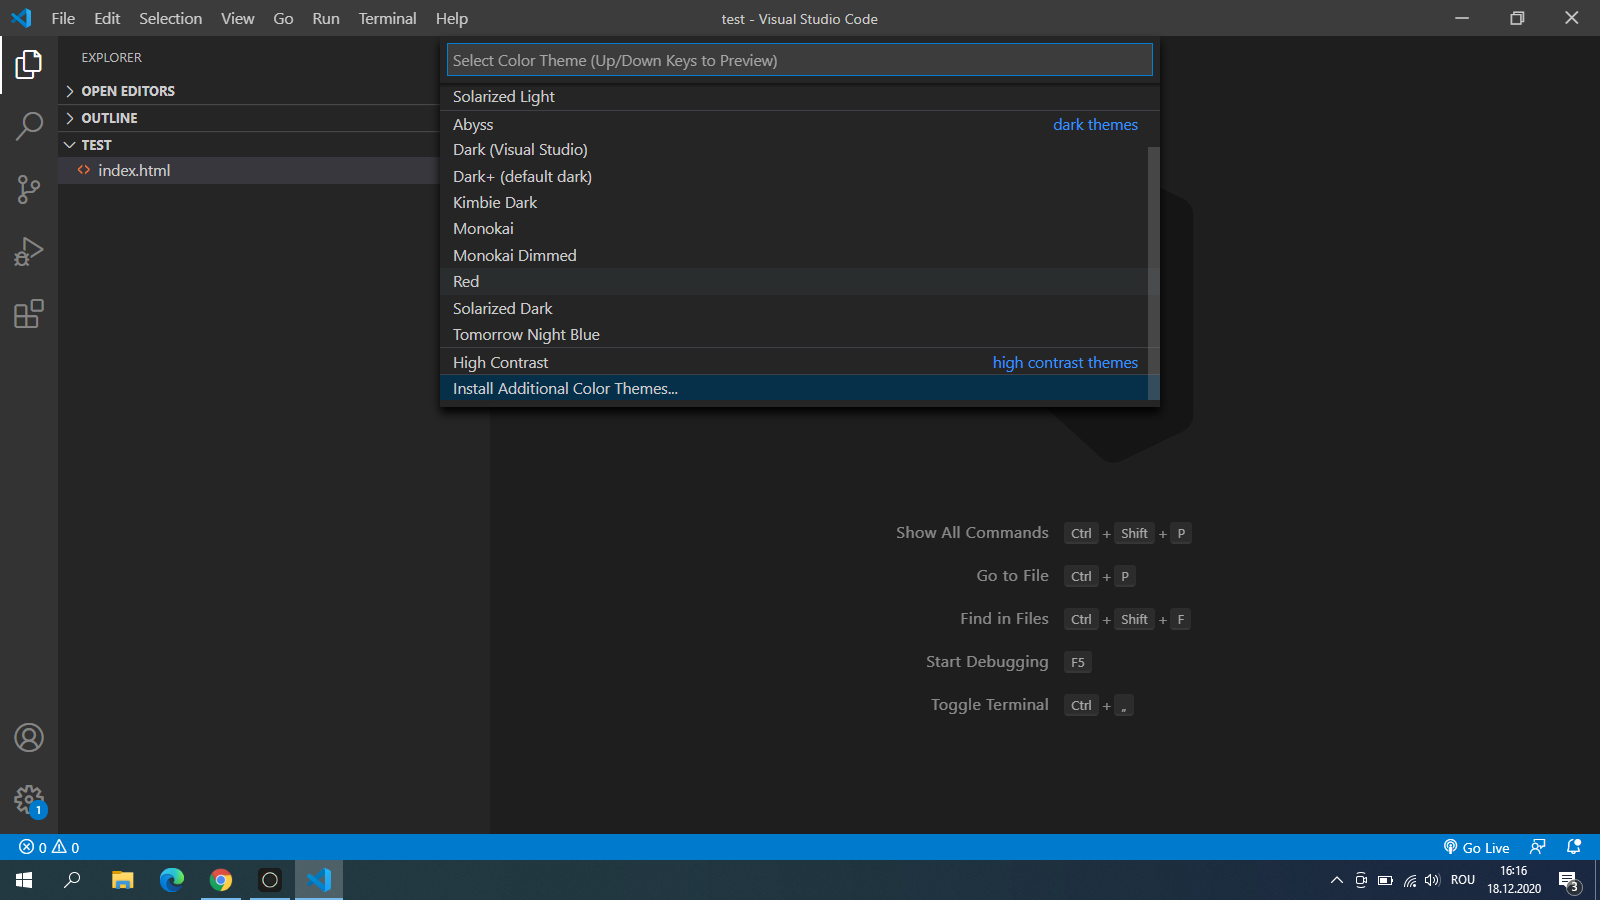 File Edit Selection View Go Run Terminal Help
test - Visual Studio Code
EXPLORER
OPEN EDITORS
OUTLINE
TEST
<> index.html
Select Color Theme (Up/Down Keys to Preview)
Solarized Light
Abyss dark themes
Dark (Visual Studio)
Dark+ (default dark)
Kimbie Dark
Monokai
Monokai Dimmed
Red
Solarized Dark
Tomorrow Night Blue
High Contrast high contrast themes
Install Additional Color Themes...
Show All Commands Ctrl + Shift + P
Go to File Ctrl + P
Find in Files Ctrl + Shift + F
Start Debugging F5
Toggle Terminal Ctrl + „
1
0 0
Go Live
ROU
16:16
18.12.2020
3